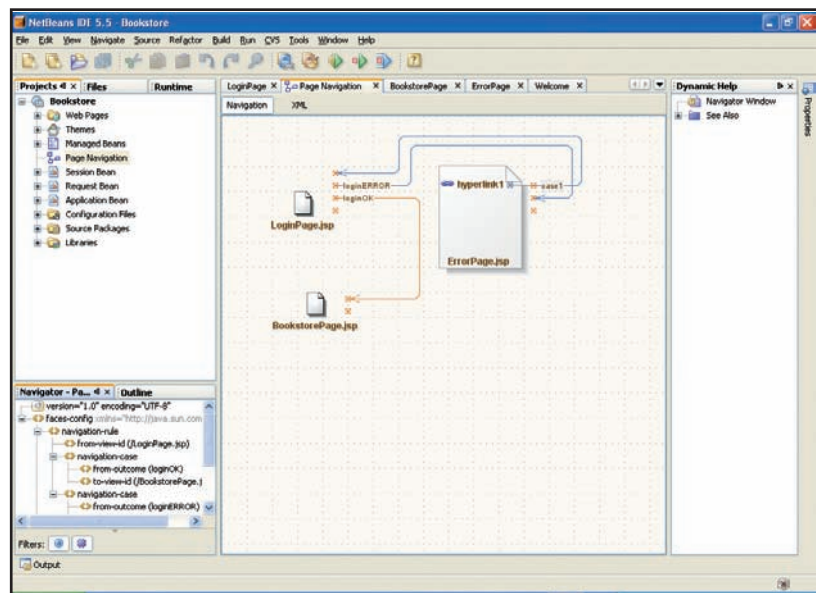 NetBeans IDE 5.5 - Bookstore
File Edit View Navigate Source Refactor Build Run CVS Tools Window Help
Projects Files Runtime
Bookstore
Web Pages
Themes
Managed Beans
Page Navigation
Session Bean
Request Bean
Application Bean
Configuration Files
Source Packages
Libraries
Navigator - Pa... Outline
version="1.0" encoding="UTF-8"
faces-config xmlns="http://java.sun.com
navigation-rule
from-view-id (/LoginPage.jsp)
navigation-case
from-outcome (loginOK)
to-view-id (/BookstorePage.j
navigation-case
from-outcome (loginERROR)
Filters:
Output
LoginPage Page Navigation BookstorePage ErrorPage Welcome
Navigation XML
loginERROR
loginOK
LoginPage.jsp
hyperlink1
case1
ErrorPage.jsp
BookstorePage.jsp
Dynamic Help
Navigator Window
See Also
Properties